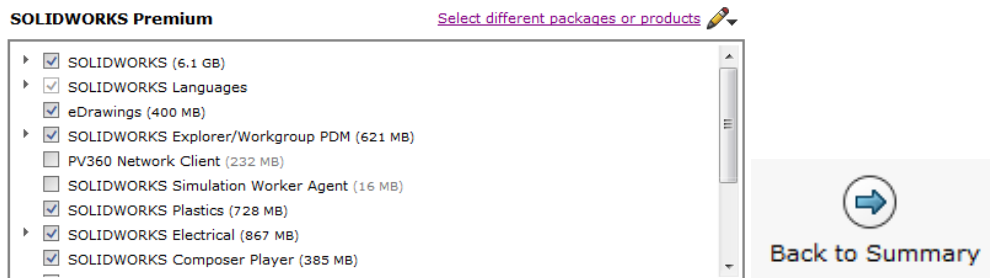 SOLIDWORKS Premium
Select different packages or products
SOLIDWORKS (6.1 GB)
SOLIDWORKS Languages
eDrawings (400 MB)
SOLIDWORKS Explorer/Workgroup PDM (621 MB)
PV360 Network Client (232 MB)
SOLIDWORKS Simulation Worker Agent (16 MB)
SOLIDWORKS Plastics (728 MB)
SOLIDWORKS Electrical (867 MB)
SOLIDWORKS Composer Player (385 MB)
Back to Summary